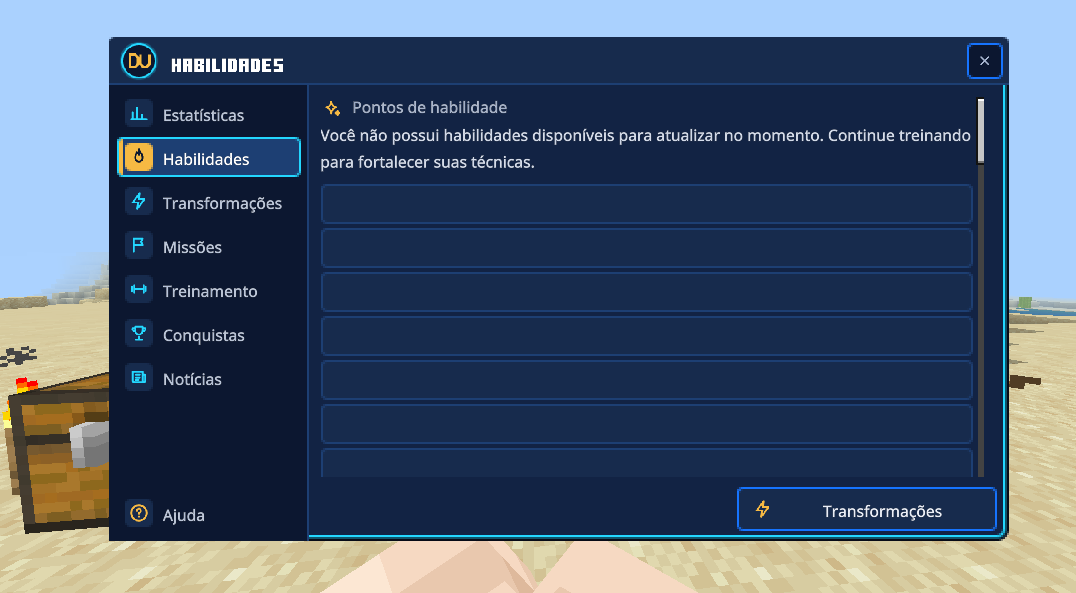 DU
HABILIDADES
×
Estatísticas
Habilidades
Transformações
Missões
Treinamento
Conquistas
Notícias
Ajuda
Pontos de habilidade
Você não possui habilidades disponíveis para atualizar no momento. Continue treinando
para fortalecer suas técnicas.
Transformações